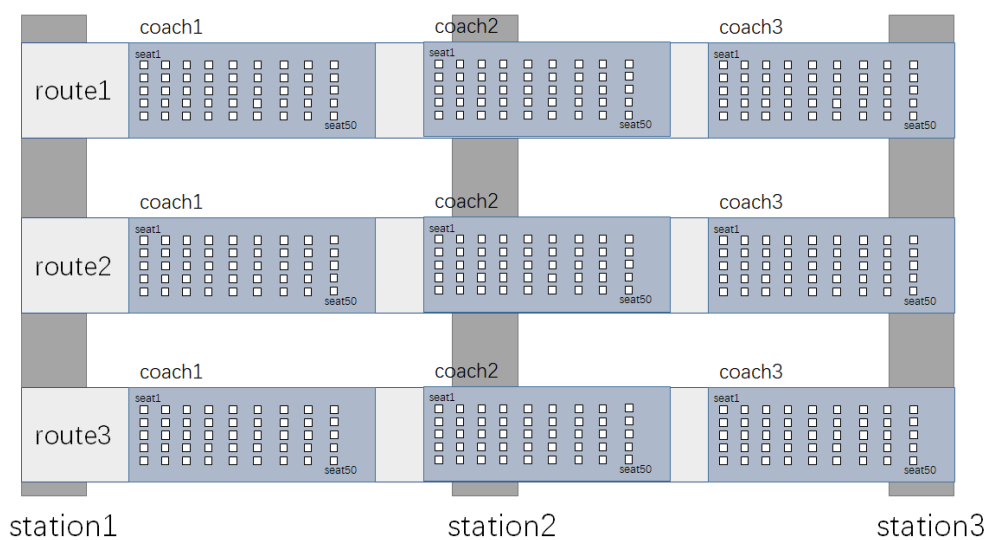 coach1
coach2
coach3
seat1
seat1
seat1
route1
seat50
seat50
seat50
coach1
coach2
coach3
seat1
seat1
seat1
route2
seat50
seat50
seat50
coach1
coach2
coach3
seat1
seat1
seat1
route3
seat50
seat50
seat50
station1
station2
station3